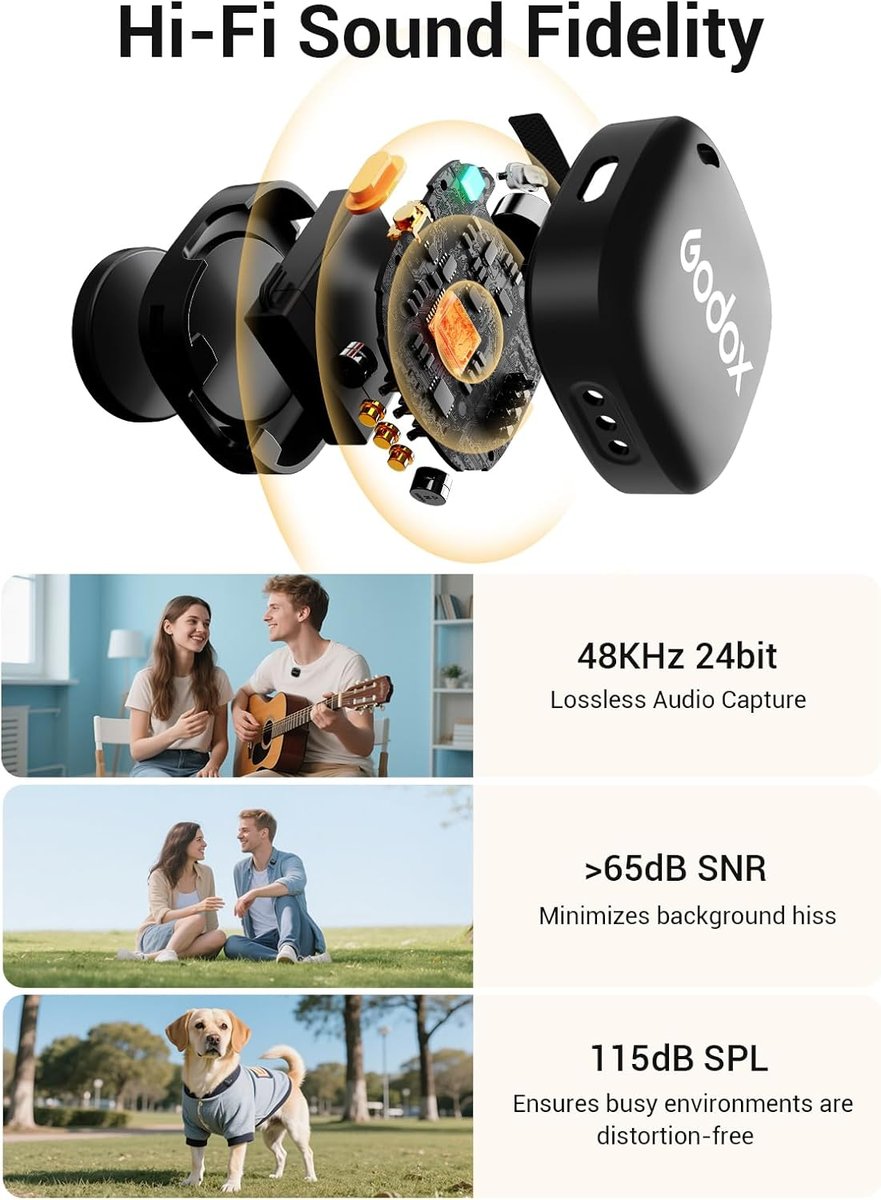 Hi-Fi Sound Fidelity
Godox
48KHz 24bit
Lossless Audio Capture
>65dB SNR
Minimizes background hiss
115dB SPL
Ensures busy environments are
distortion-free